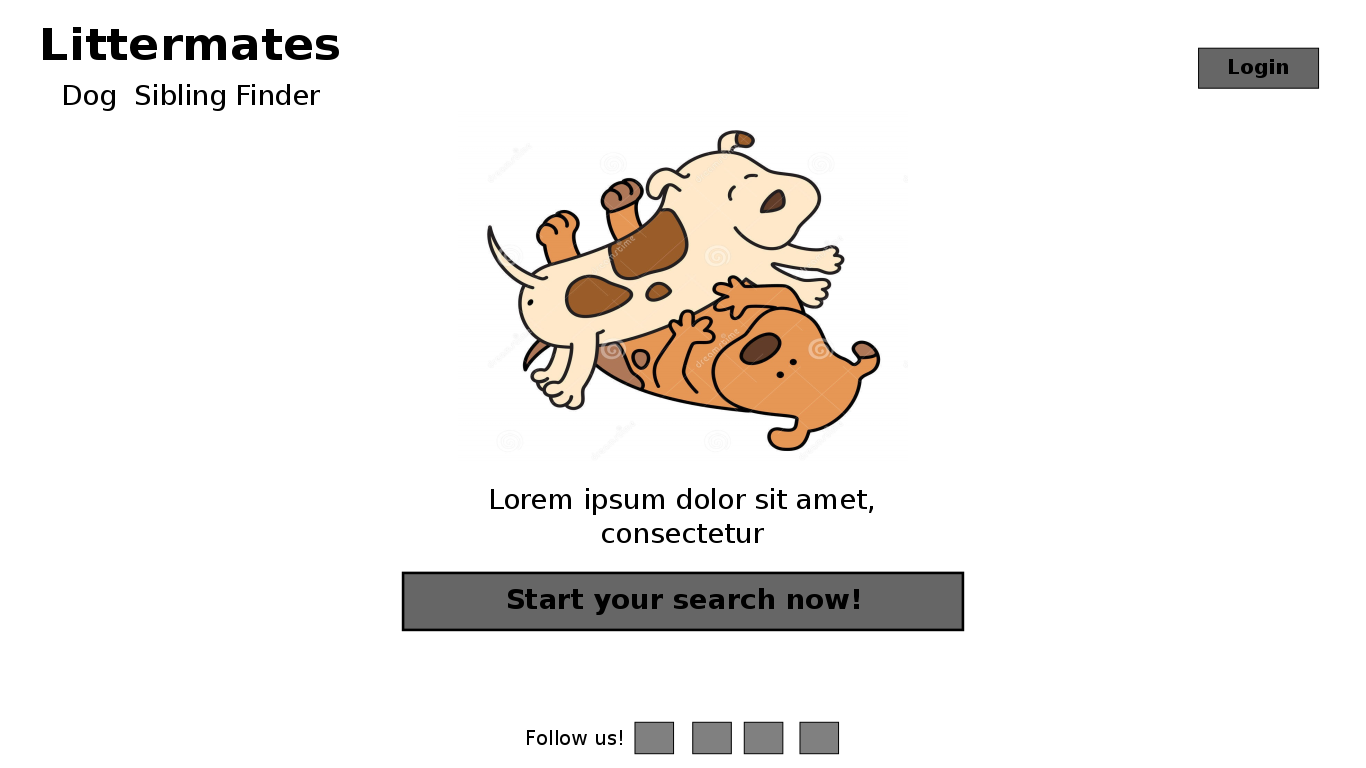 Littermates
Dog  Sibling Finder
Login
Lorem ipsum dolor sit amet,
consectetur
Start your search now!
Follow us!